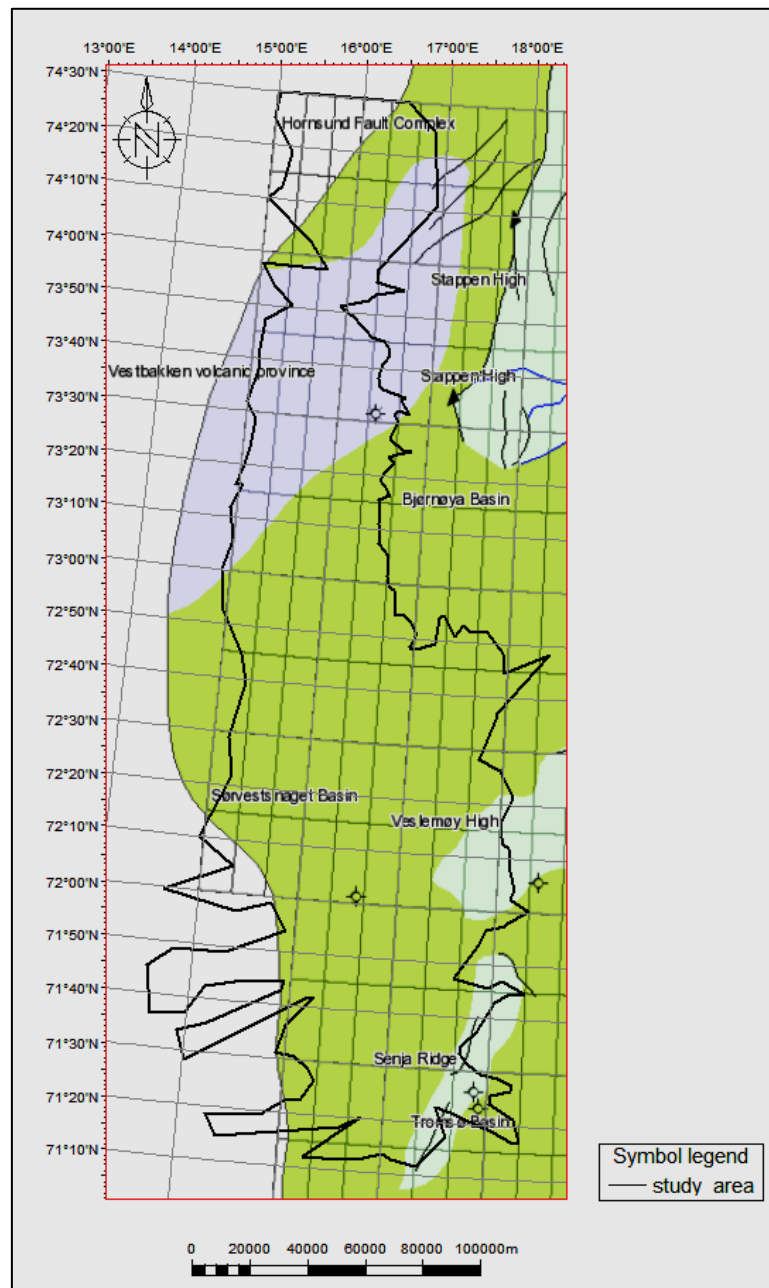 13°00'E 14°00'E 15°00'E 16°00'E 17°00'E 18°00'E
74°30'N
74°20'N
Hornsund Fault Complex
74°10'N
74°00'N
Stappen High
73°50'N
73°40'N
Vestbakken volcanic province
Stappen High
73°30'N
73°20'N
Bjørnøya Basin
73°10'N
73°00'N
72°50'N
72°40'N
72°30'N
72°20'N
Sørvestsnaget Basin
72°10'N
Veslemøy High
72°00'N
71°50'N
71°40'N
71°30'N
Senja Ridge
71°20'N
Tromsø Basin
71°10'N
Symbol legend
study_area
0 20000 40000 60000 80000 100000m